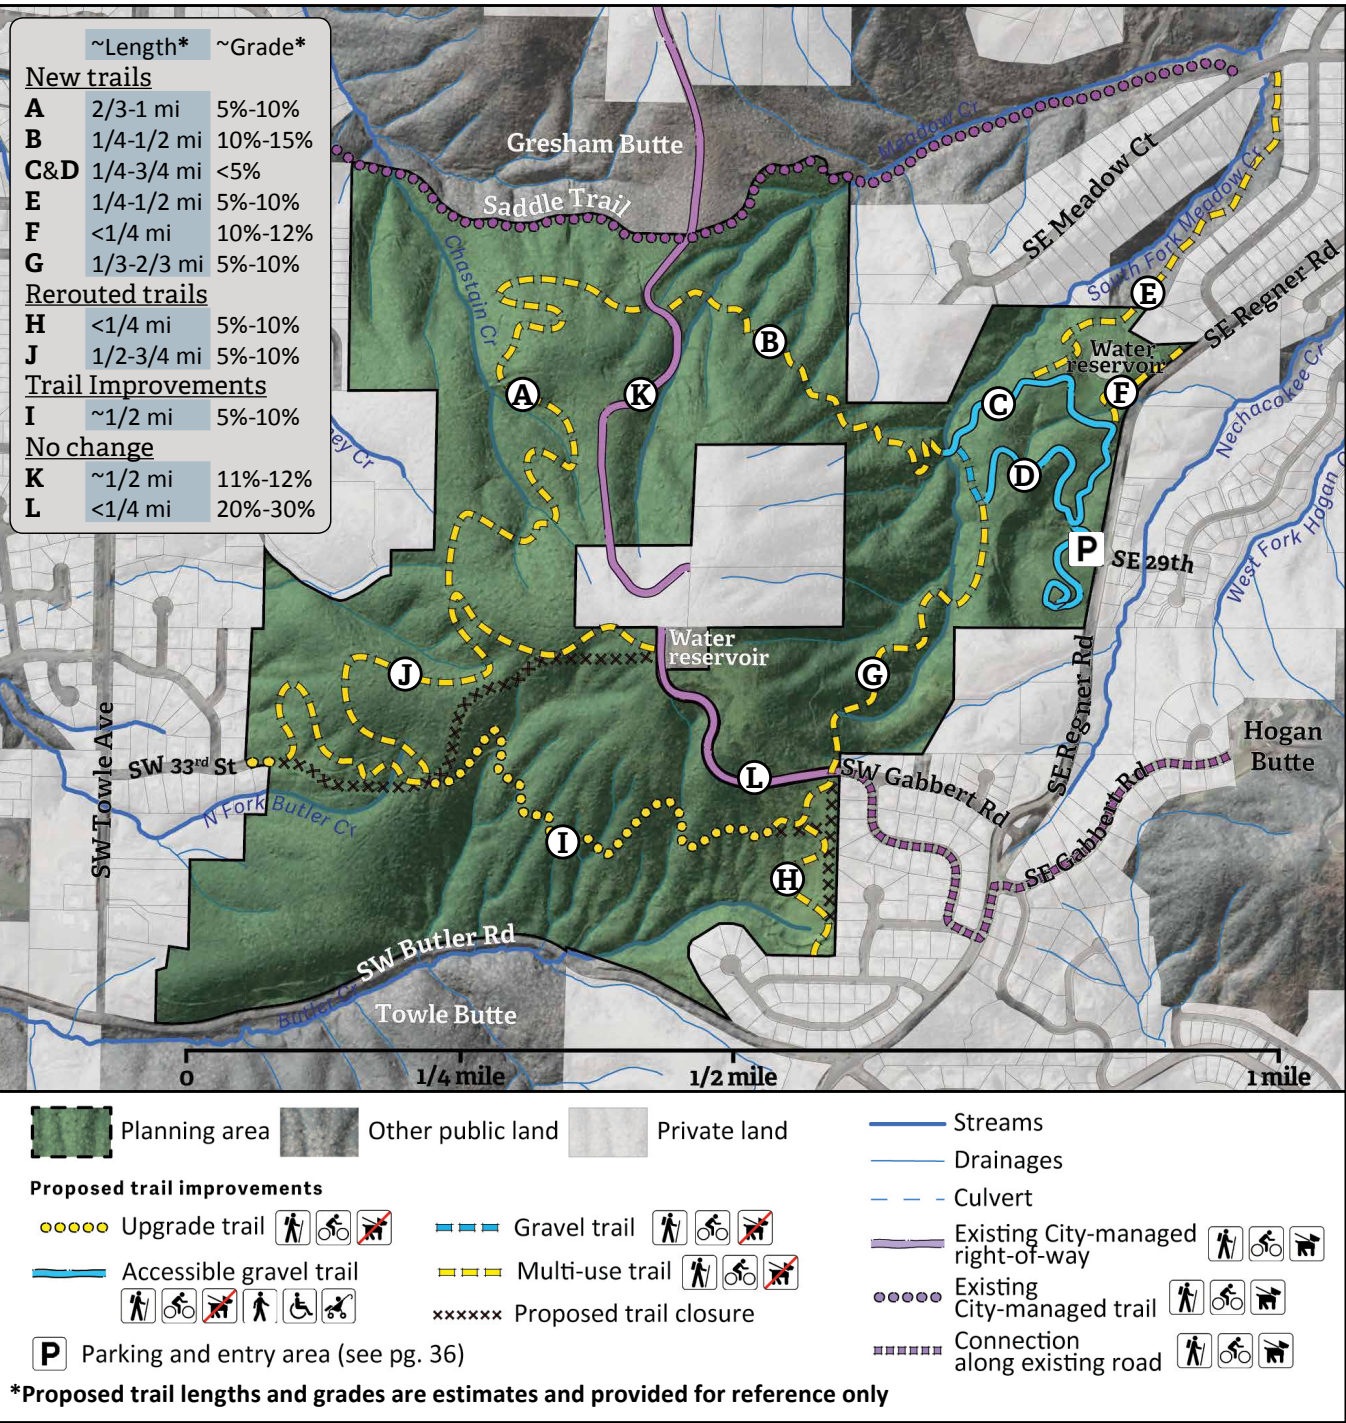 ~Length* ~Grade*
New trails
A 2/3-1 mi 5%-10%
B 1/4-1/2 mi 10%-15%
C&D 1/4-3/4 mi <5%
E 1/4-1/2 mi 5%-10%
F <1/4 mi 10%-12%
G 1/3-2/3 mi 5%-10%
Rerouted trails
H <1/4 mi 5%-10%
J 1/2-3/4 mi 5%-10%
Trail Improvements
I ~1/2 mi 5%-10%
No change
K ~1/2 mi 11%-12%
L <1/4 mi 20%-30%
Gresham Butte
Meadow Cr
Saddle Trail
SE Meadow Ct
South Fork Meadow Cr
Chastain Cr
E
SE Regner Rd
B
Water
reservoir
Nechacokee Cr
A
K
C
F
ney Cr
D
P
SE 29th
West Fork Hogan C
Water
reservoir
J
G
SE Regner Rd
SW Towle Ave
Hogan
Butte
SW 33rd St
L
SW Gabbert Rd
N Fork Butler Cr
SE Gabbert Rd
I
H
SW Butler Rd
Butler Cr
Towle Butte
0 1/4 mile 1/2 mile 1 mile
Planning area Other public land Private land
Proposed trail improvements
Upgrade trail
Gravel trail
Accessible gravel trail
Multi-use trail
Proposed trail closure
P Parking and entry area (see pg. 36)
Streams
Drainages
Culvert
Existing City-managed
right-of-way
Existing
City-managed trail
Connection
along existing road
*Proposed trail lengths and grades are estimates and provided for reference only